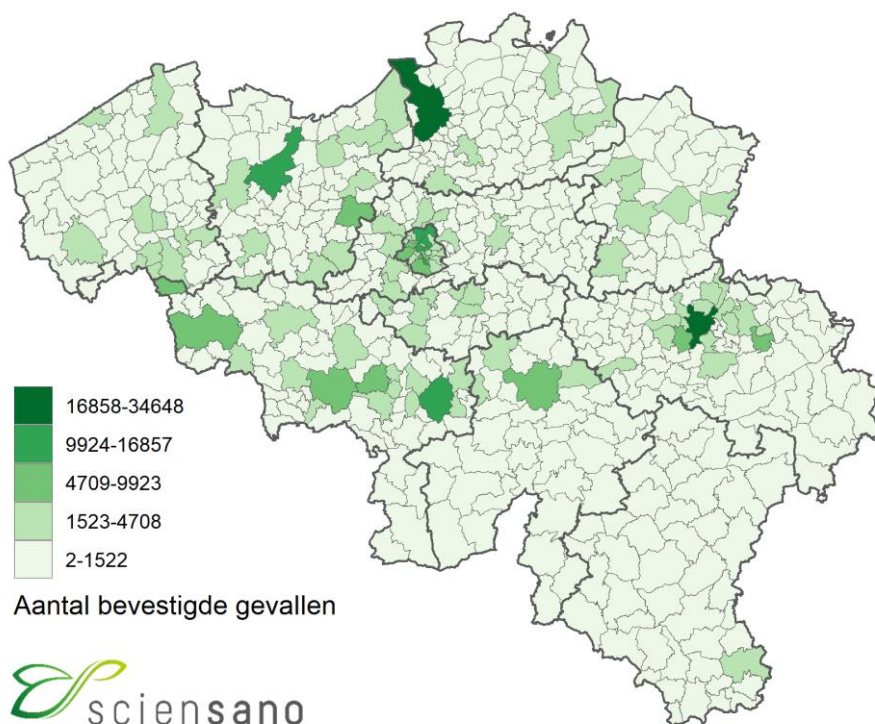 16858-34648
9924-16857
4709-9923
1523-4708
2-1522
Aantal bevestigde gevallen
sciensano